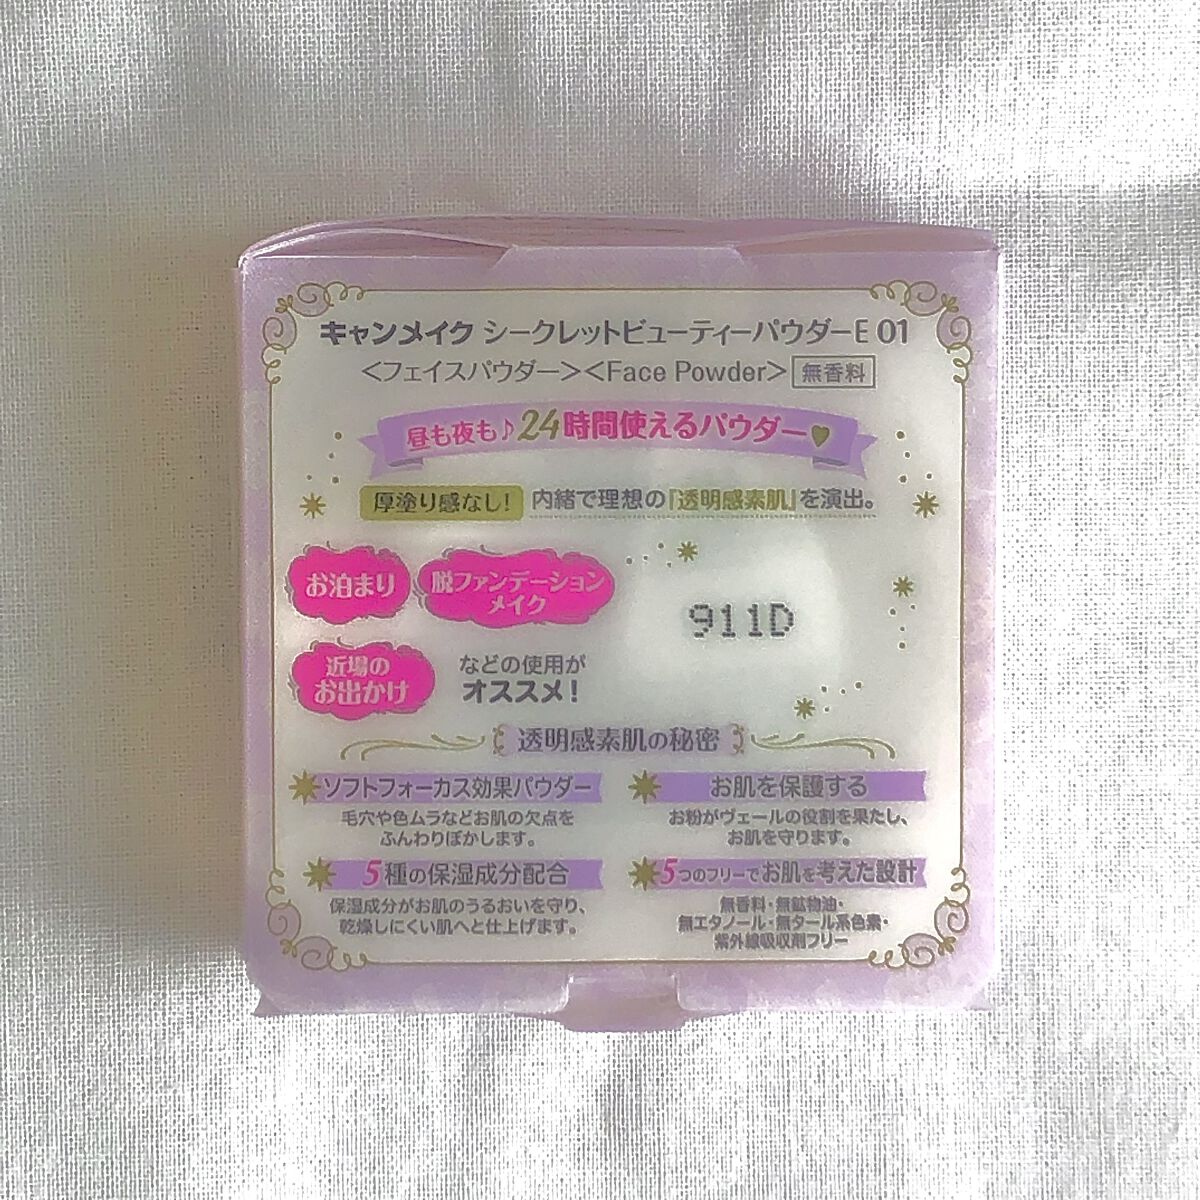 キャンメイク シークレットビューティーパウダーE 01
<フェイスパウダー><Face Powder> 無香料
昼も夜も♪24時間使えるパウダー♥
厚塗り感なし! 内緒で理想の『透明感素肌』を演出。
お泊まり
脱ファンデーション
メイク
近場の
お出かけ
などの使用が
オススメ!
911D
透明感素肌の秘密
ソフトフォーカス効果パウダー
毛穴や色ムラなどお肌の欠点を
ふんわりぼかします。
お肌を保護する
お粉がヴェールの役割を果たし、
お肌を守ります。
5種の保湿成分配合
保湿成分がお肌のうるおいを守り、
乾燥しにくい肌へと仕上げます。
5つのフリーでお肌を考えた設計
無香料・無鉱物油・
無エタノール・無タール系色素・
紫外線吸収剤フリー